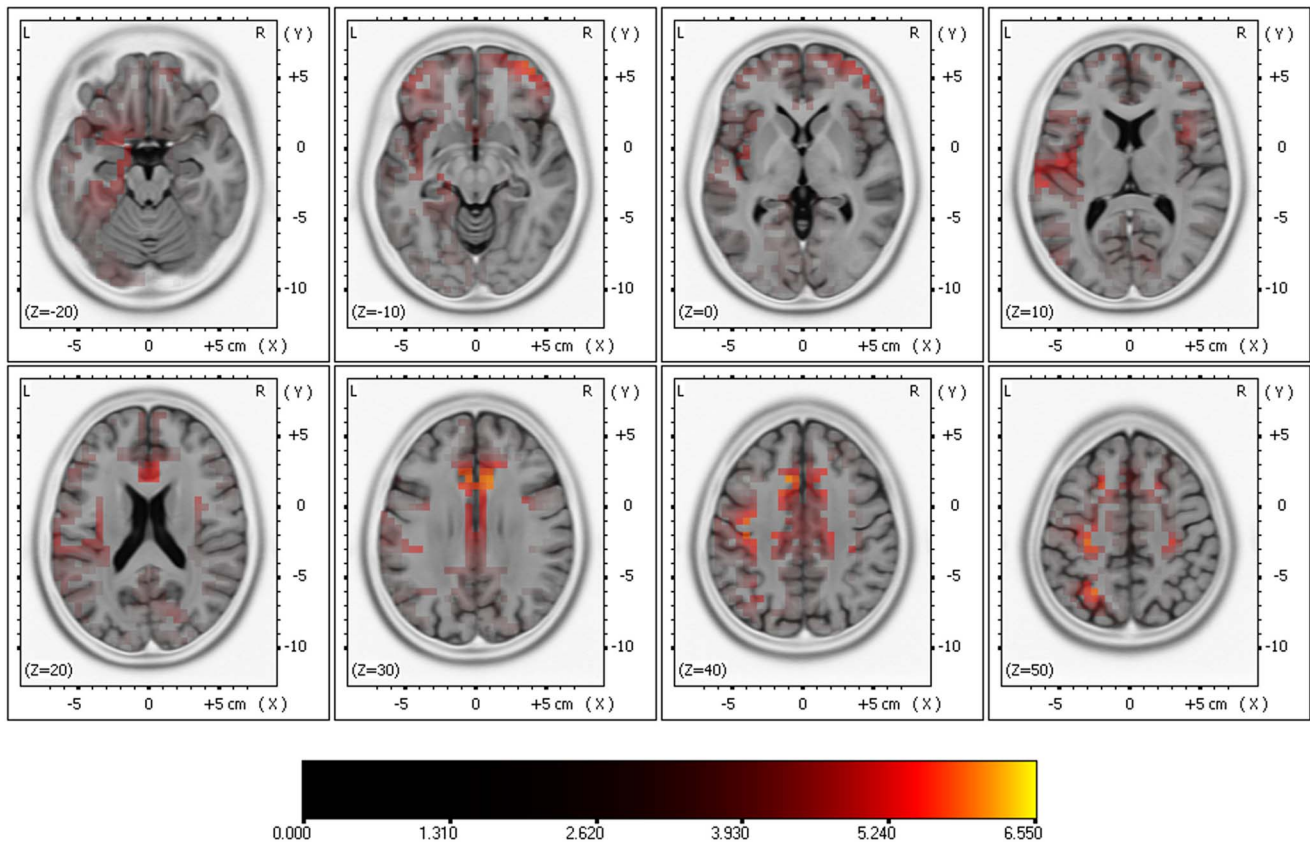 L R (Y)
+5
0
-5
-10
(Z=-20)
-5 0 +5 cm (X)
L R (Y)
+5
0
-5
-10
(Z=-10)
-5 0 +5 cm (X)
L R (Y)
+5
0
-5
-10
(Z=0)
-5 0 +5 cm (X)
L R (Y)
+5
0
-5
-10
(Z=10)
-5 0 +5 cm (X)
L R (Y)
+5
0
-5
-10
(Z=20)
-5 0 +5 cm (X)
L R (Y)
+5
0
-5
-10
(Z=30)
-5 0 +5 cm (X)
L R (Y)
+5
0
-5
-10
(Z=40)
-5 0 +5 cm (X)
L R (Y)
+5
0
-5
-10
(Z=50)
-5 0 +5 cm (X)
0.000 1.310 2.620 3.930 5.240 6.550